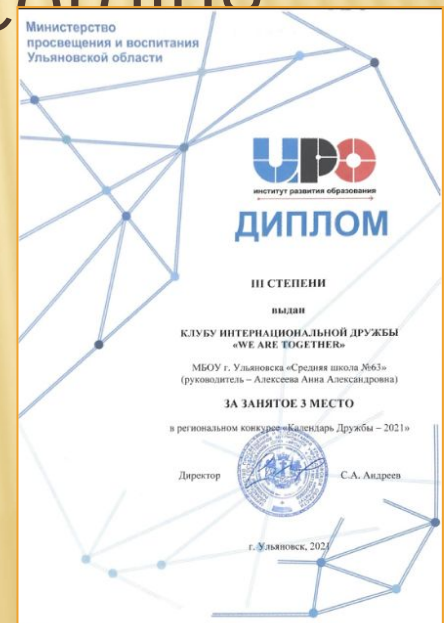 Министерство
просвещения и воспитания
Ульяновской области
UPO
институт развития образования
ДИПЛОМ
III СТЕПЕНИ
выдан
КЛУБУ ИНТЕРНАЦИОНАЛЬНОЙ ДРУЖБЫ
«WE ARE TOGETHER»
МБОУ г. Ульяновска «Средняя школа №63»
(руководитель – Алексеева Анна Александровна)
ЗА ЗАНЯТОЕ 3 МЕСТО
в региональном конкурсе «Календарь Дружбы – 2021»
Директор С.А. Андреев
г. Ульяновск, 2021